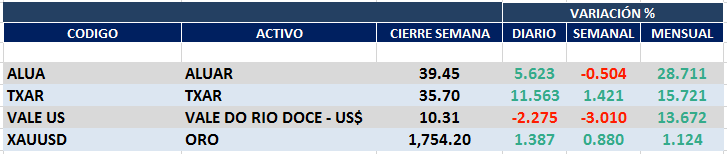 VARIACIÓN %
CODIGO ACTIVO CIERRE SEMANA DIARIO SEMANAL MENSUAL
ALUA ALUAR 39.45 5.623 -0.504 28.711
TXAR TXAR 35.70 11.563 1.421 15.721
VALE US VALE DO RIO DOCE - US$ 10.31 -2.275 -3.010 13.672
XAUUSD ORO 1,754.20 1.387 0.880 1.124